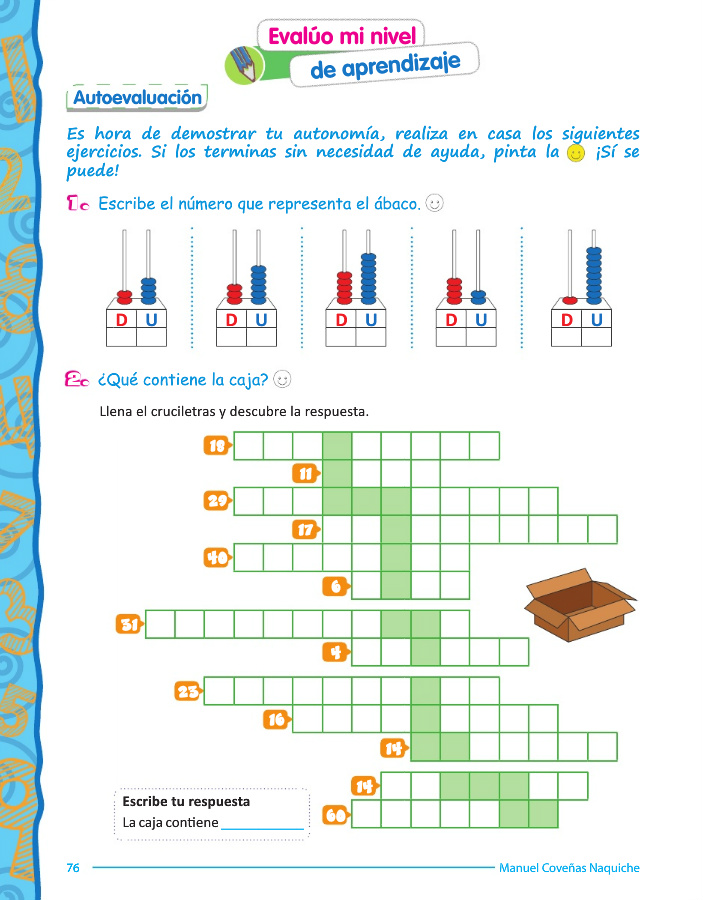 Evalúo mi nivel
de aprendizaje
Autoevaluación
Es hora de demostrar tu autonomía, realiza en casa los siguientes
ejercicios. Si los terminas sin necesidad de ayuda, pinta la ¡Sí se
puede!
1. Escribe el número que representa el ábaco.
D U D U D U D U D U
2. ¿Qué contiene la caja?
Llena el cruciletras y descubre la respuesta.
18
11
29
17
40
6
31
4
23
16
14
14
60
Escribe tu respuesta
La caja contiene ____________
76
Manuel Coveñas Naquiche